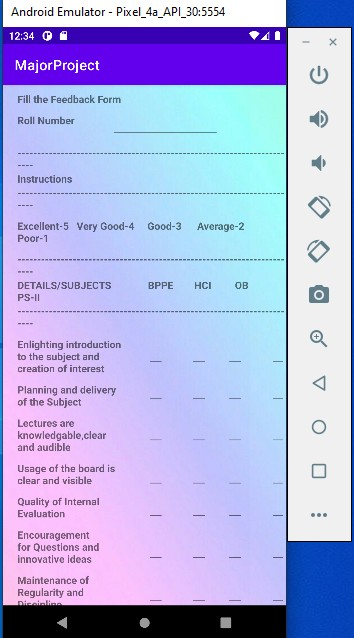 Android Emulator - Pixel_4a_API_30:5554
12:34
MajorProject
Fill the Feedback Form
Roll Number
Instructions
Excellent-5 Very Good-4 Good-3 Average-2
Poor-1
DETAILS/SUBJECTS BPPE HCI OB
PS-II
Enlighting introduction
to the subject and
creation of interest
Planning and delivery
of the Subject
Lectures are
knowledgable,clear
and audible
Usage of the board is
clear and visible
Quality of Internal
Evaluation
Encouragement
for Questions and
innovative ideas
Maintenance of
Regularity and
Discipline